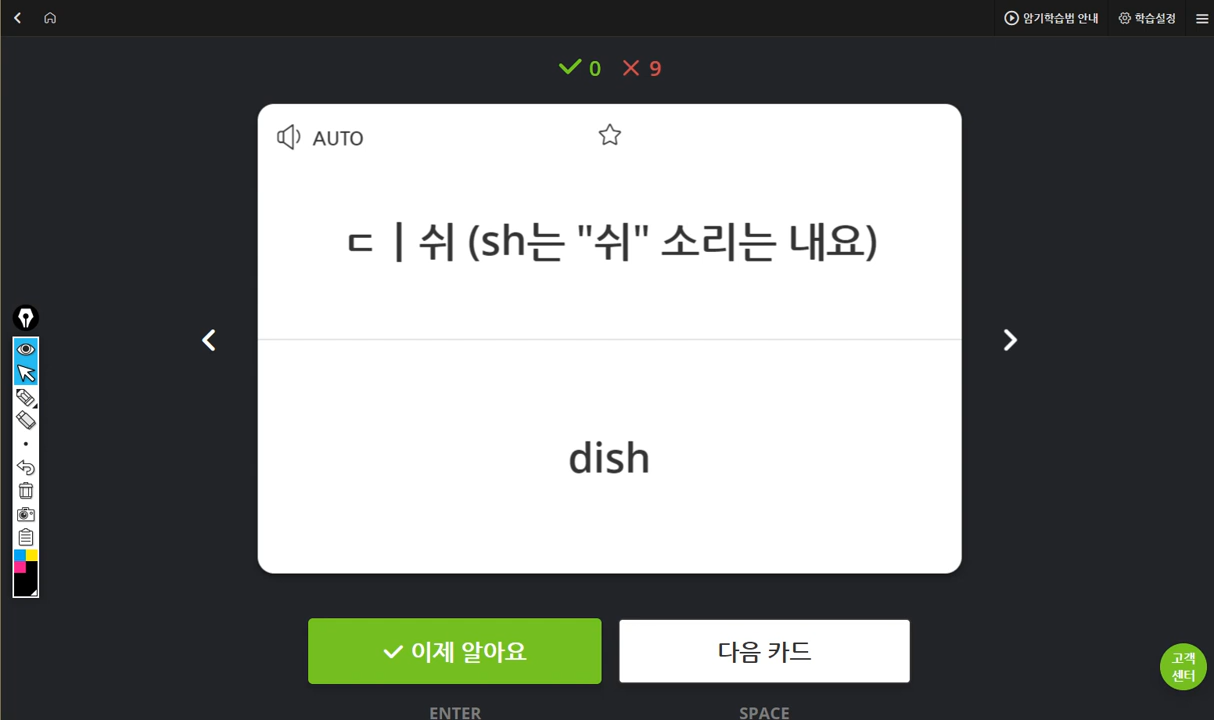 암기학습법 안내
학습설정
0
9
AUTO
ㄷㅣ쉬 (sh는 "쉬" 소리는 내요)
dish
이제 알아요
다음 카드
ENTER
SPACE
고객
센터